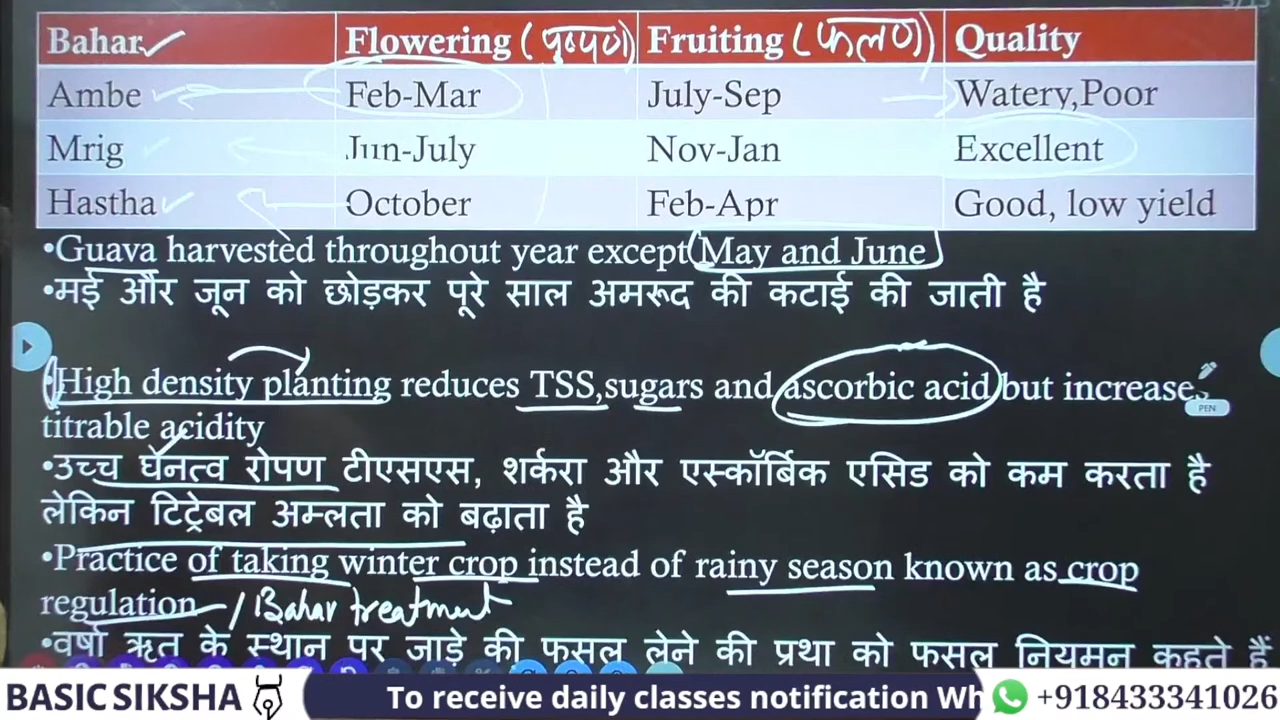 Bahar Flowering (पुष्पण) Fruiting (फलण) Quality
Ambe Feb-Mar July-Sep Watery,Poor
Mrig Jun-July Nov-Jan Excellent
Hastha October Feb-Apr Good, low yield
•Guava harvested throughout year except May and June
•मई और जून को छोड़कर पूरे साल अमरूद की कटाई की जाती है
•High density planting reduces TSS,sugars and ascorbic acid but increases
titrable acidity
•उच्च घनत्व रोपण टीएसएस, शर्करा और एस्कॉर्बिक एसिड को कम करता है
लेकिन टिट्रेबल अम्लता को बढ़ाता है
•Practice of taking winter crop instead of rainy season known as crop
regulation / Bahar treatment
•वर्षा ऋत के स्थान पर जाड़े की फसल लेने की प्रथा को फसल नियमन कहते हैं
PEN
BASIC SIKSHA To receive daily classes notification Wh +918433341026